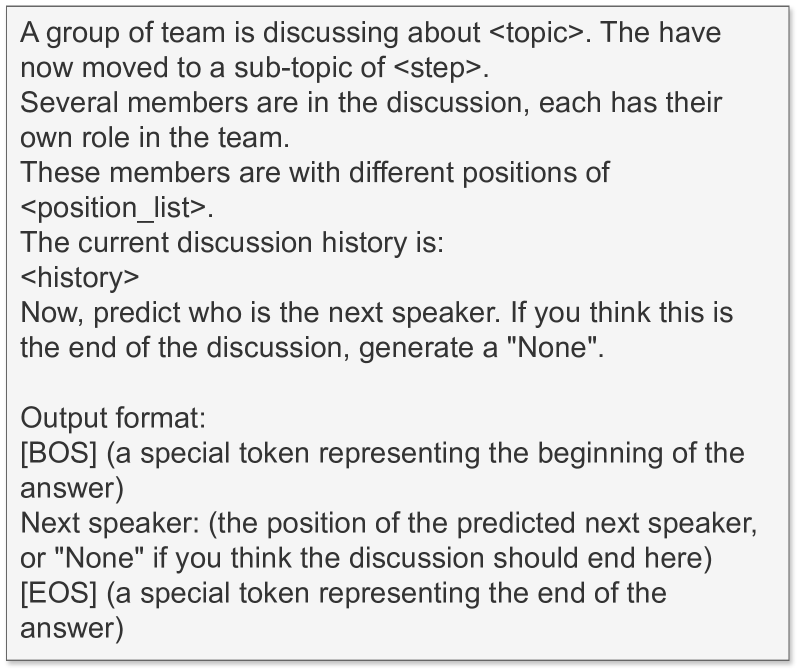 A group of team is discussing about <topic>. The have
now moved to a sub-topic of <step>.
Several members are in the discussion, each has their
own role in the team.
These members are with different positions of
<position_list>.
The current discussion history is:
<history>
Now, predict who is the next speaker. If you think this is
the end of the discussion, generate a "None".

Output format:
[BOS] (a special token representing the beginning of the
answer)
Next speaker: (the position of the predicted next speaker,
or "None" if you think the discussion should end here)
[EOS] (a special token representing the end of the
answer)